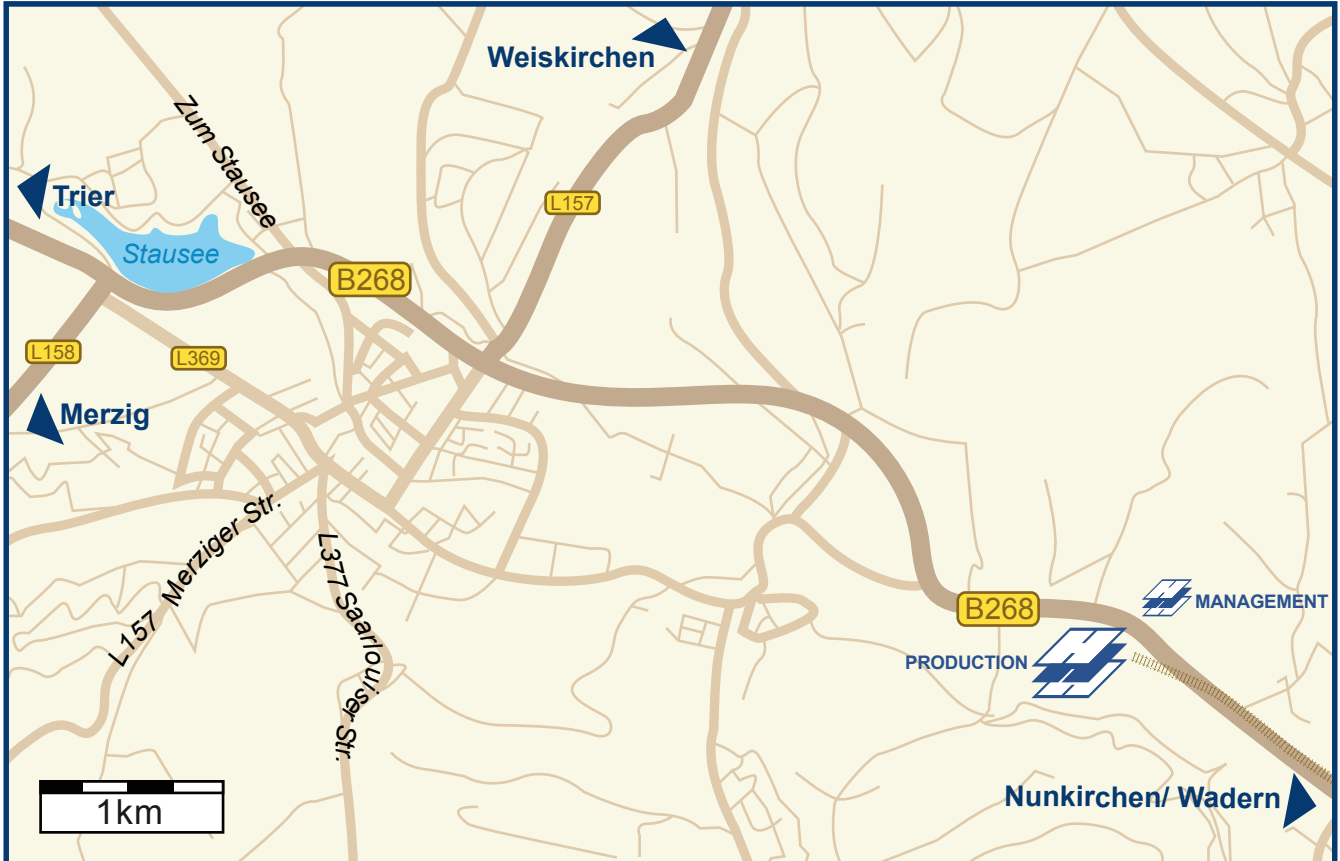 Weiskirchen
Zum Stausee
Trier
L157
Stausee
B268
L158
L369
Merzig
L157 Merziger Str.
L377 Saarlouiser Str.
B268
MANAGEMENT
PRODUCTION
Nunkirchen/ Wadern
1km